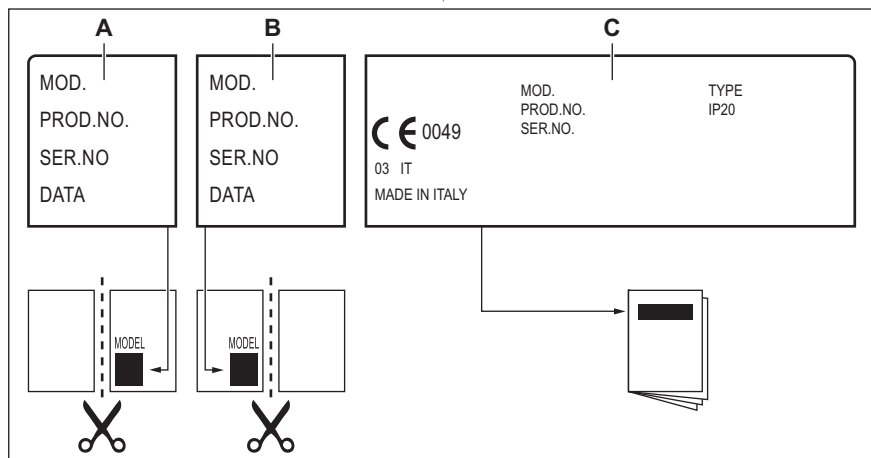 A
B
C
MOD.
PROD.NO.
SER.NO
DATA
MOD.
PROD.NO.
SER.NO
DATA
MOD.
PROD.NO.
SER.NO.
TYPE
IP20
CE 0049
03 IT
MADE IN ITALY
MODEL
MODEL